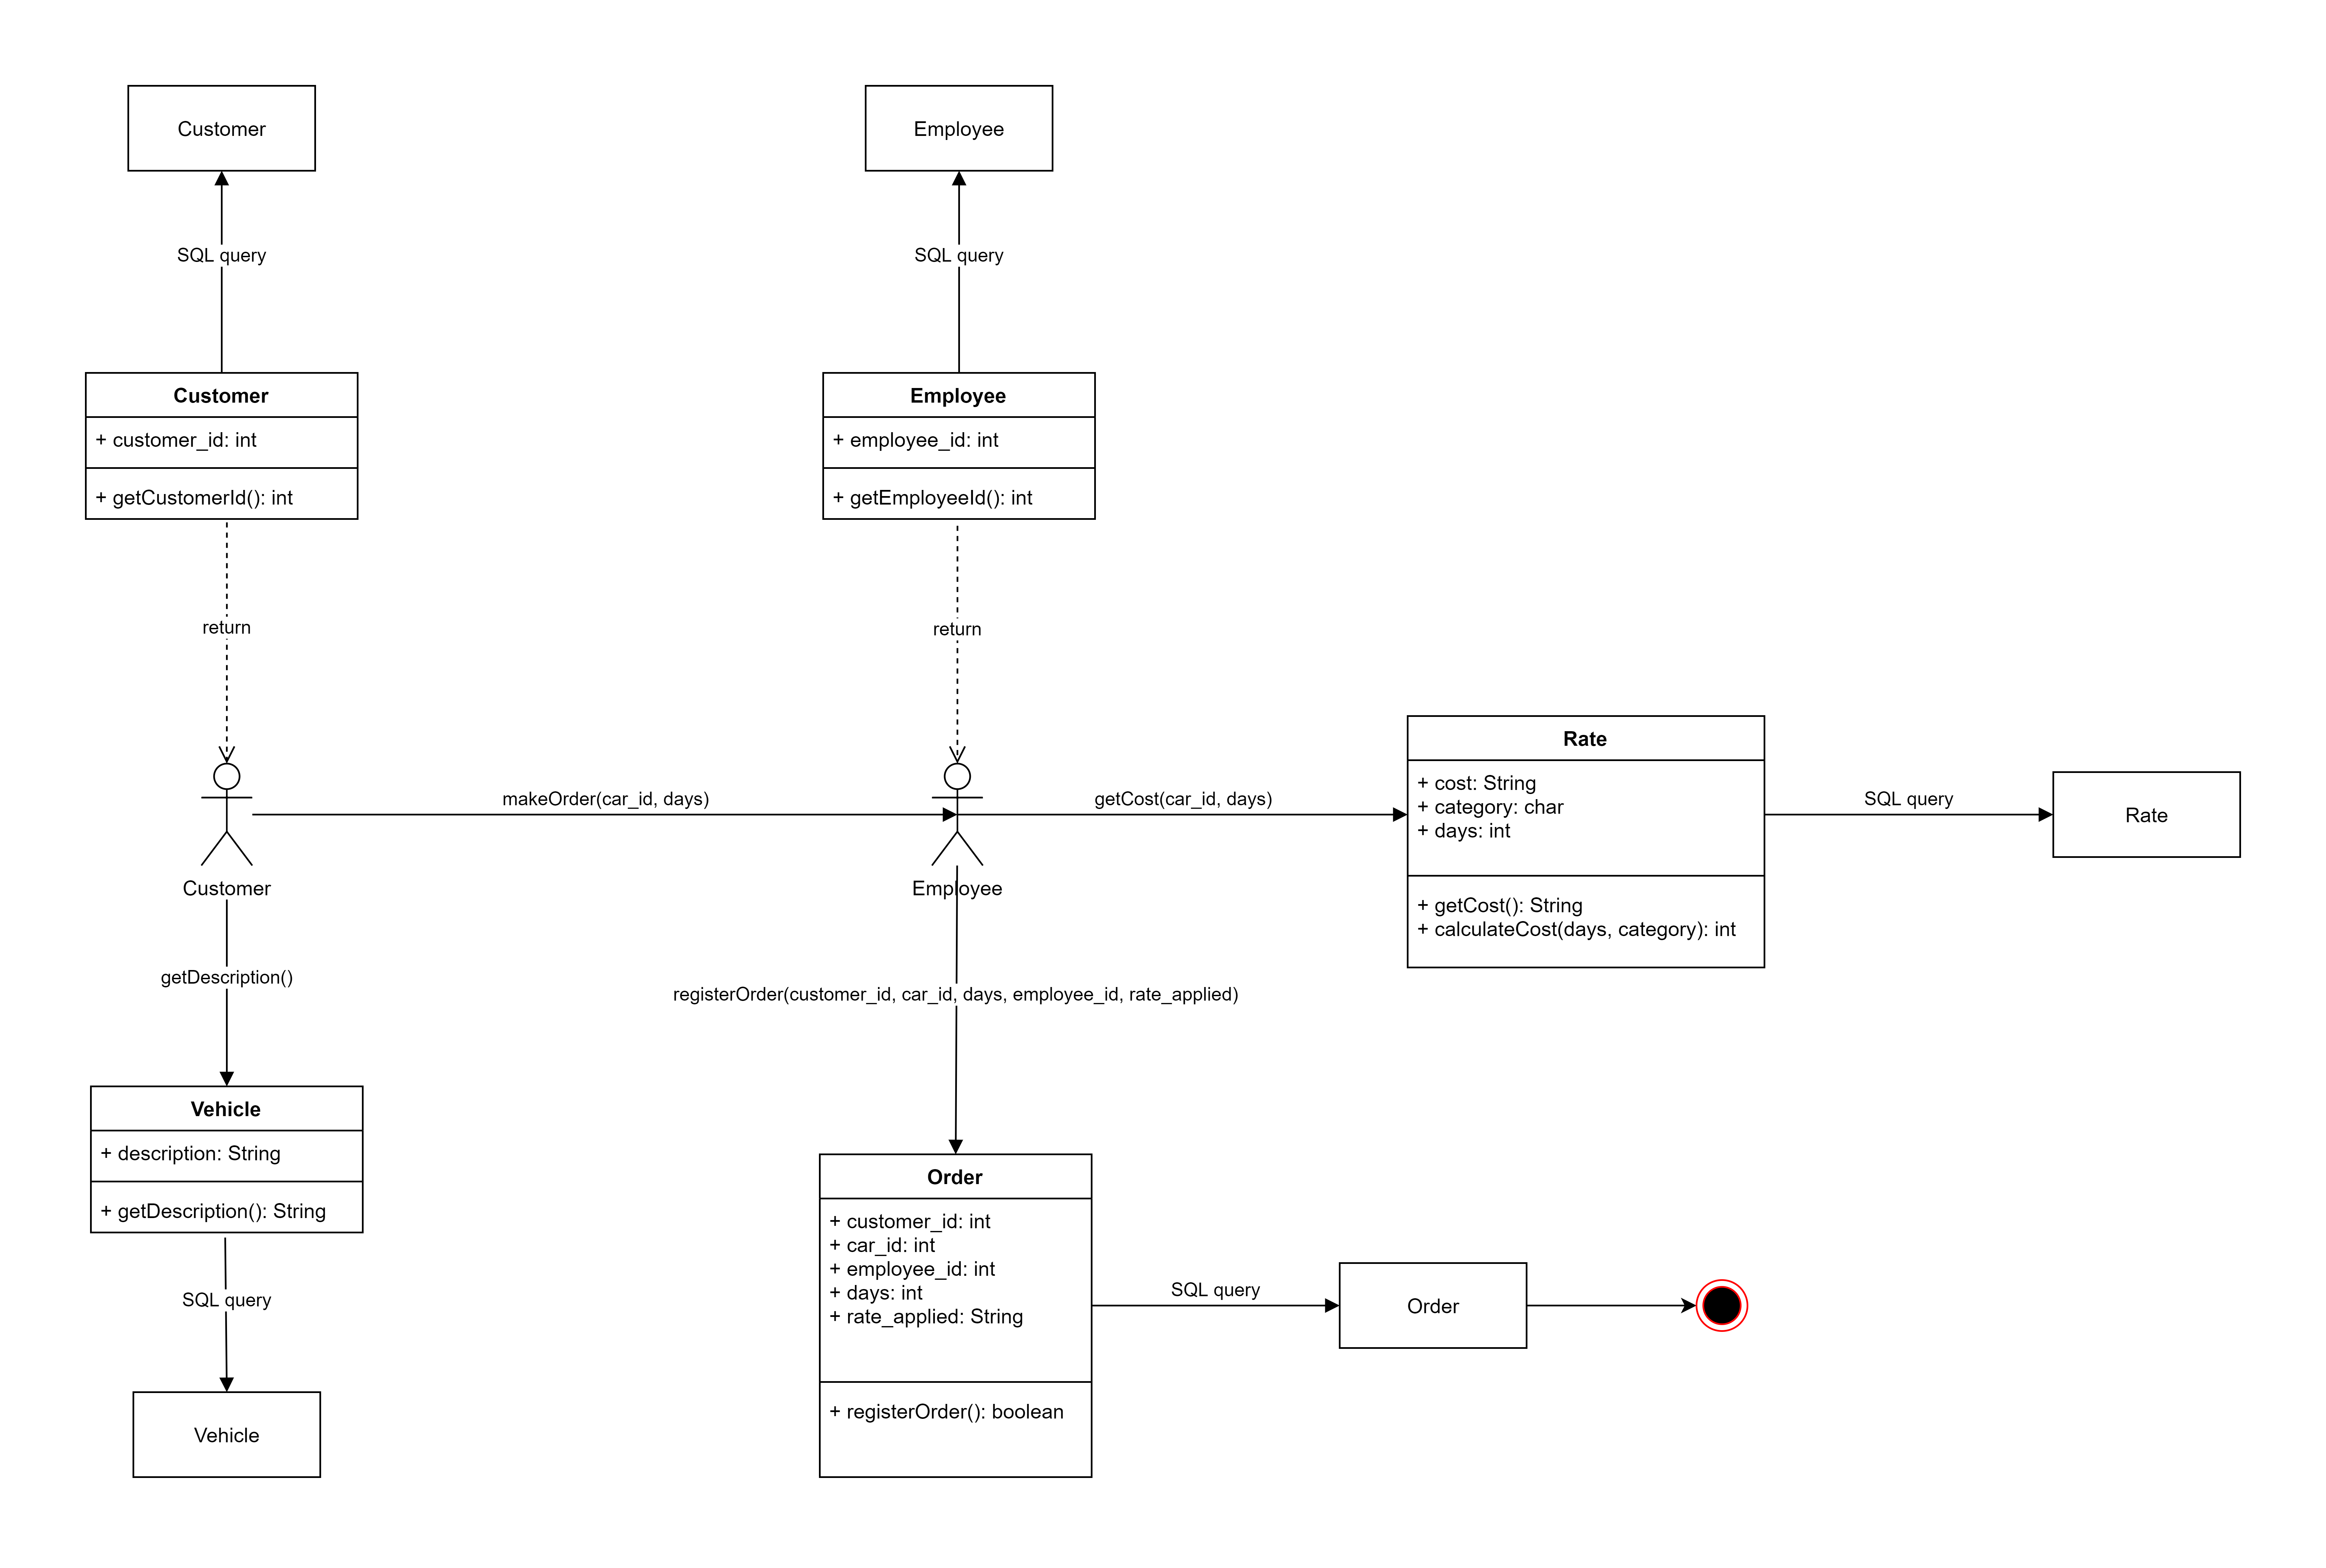 Customer
Employee
SQL query
SQL query
Customer
+ customer_id: int
+ getCustomerId(): int
Employee
+ employee_id: int
+ getEmployeeId(): int
return
return
Customer
makeOrder(car_id, days)
Employee
getCost(car_id, days)
Rate
+ cost: String
+ category: char
+ days: int
+ getCost(): String
+ calculateCost(days, category): int
SQL query
Rate
getDescription()
registerOrder(customer_id, car_id, days, employee_id, rate_applied)
Vehicle
+ description: String
+ getDescription(): String
SQL query
Vehicle
Order
+ customer_id: int
+ car_id: int
+ employee_id: int
+ days: int
+ rate_applied: String
+ registerOrder(): boolean
SQL query
Order